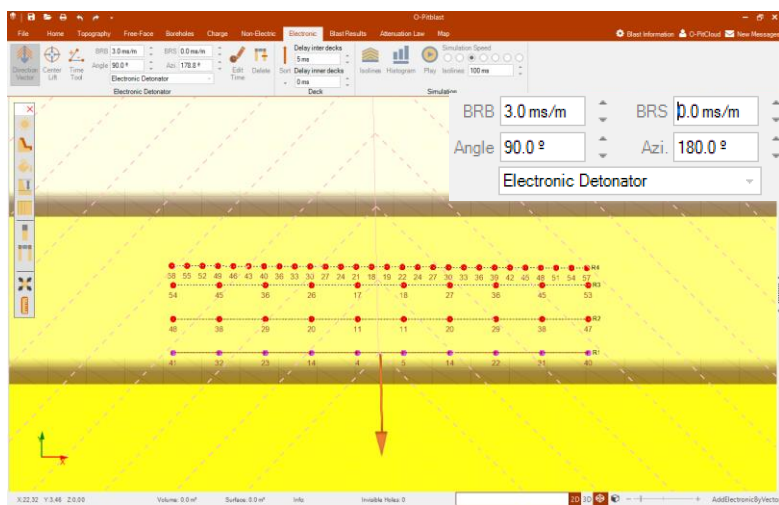 O-Pitblast
File Home Topography Free-Face Boreholes Charge Non-Electric Electronic Blast Results Attenuation Law Map
Blast Information O-PitCloud New Messages
Direction Vector Center Lift Time Tool
BRB 3.0 ms/m BRS 0.0 ms/m
Angle 90.0 º Azi.
Electronic Detonator
Edit Time Delete Sort
Delay inter decks
5 ms
Delay inner decks
0 ms
Isolines Histogram Play
Simulation Speed
Isolines 100 ms
Electronic Detonator Deck Simulation
BRB 3.0 ms/m BRS 0.0 ms/m
Angle 90.0 º Azi. 180.0 º
Electronic Detonator
R4
58 55 52 49 46 43 40 36 33 30 27 24 21 18 19 22 24 27 30 36 39 42 45 48 51 54 57
R3
54 45 36 26 17 18 27 36 45 53
R2
48 38 29 20 11 11 20 29 38 47
R1
41 32 23 14 4 5 14 22 31 40
Y
X
X:22.32 Y:3.46 Z:0.00 Volume: 0.0 m³ Surface: 0.0 m² Info: Invisible Holes: 0 2D 3D AddElectronicByVecto